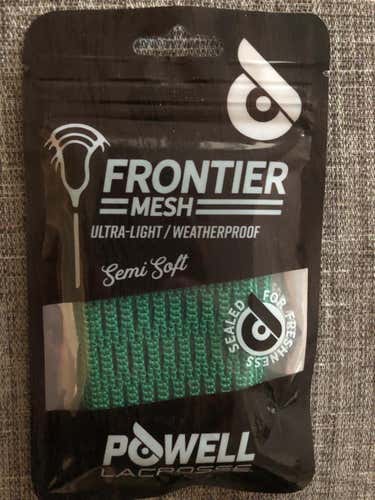 FRONTIER
MESH
ULTRA-LIGHT / WEATHERPROOF
Semi Soft
SEALED FOR FRESHNESS
POWELL
LACROSSE